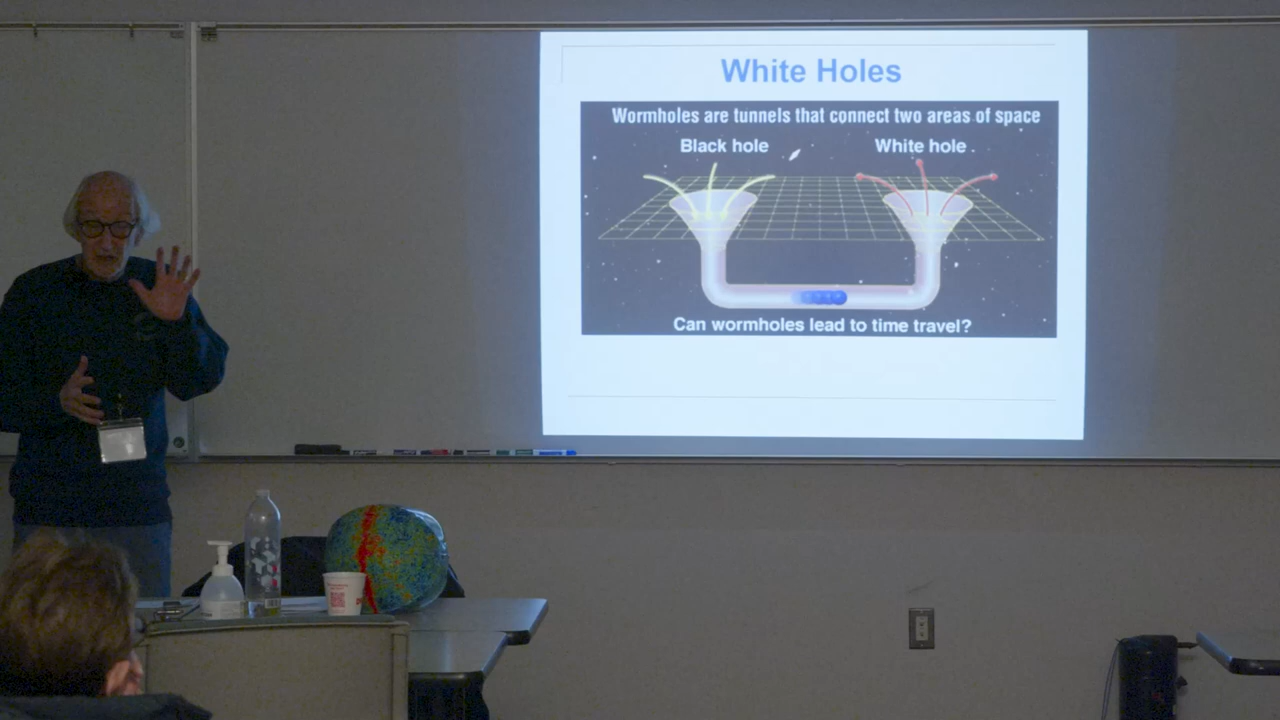 White Holes
Wormholes are tunnels that connect two areas of space
Black hole
White hole
Can wormholes lead to time travel?